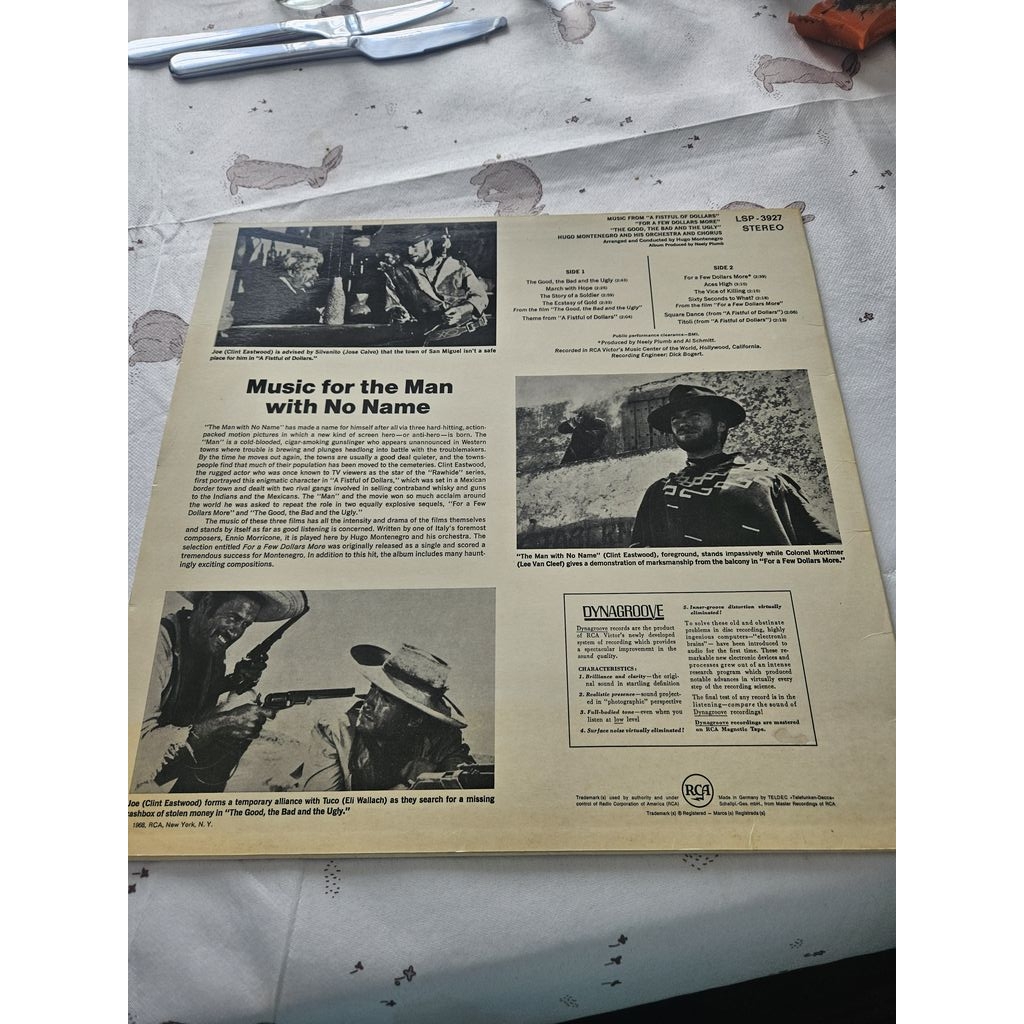 MUSIC FROM "A FISTFUL OF DOLLARS"
"FOR A FEW DOLLARS MORE"
"THE GOOD, THE BAD AND THE UGLY"
HUGO MONTENEGRO AND HIS ORCHESTRA AND CHORUS
Arranged and Conducted by Hugo Montenegro
Album Produced by Neely Plumb
LSP-3927
STEREO
SIDE 1
The Good, the Bad and the Ugly (2:43)
March with Hope (2:25)
The Story of a Soldier (2:59)
The Ecstasy of Gold (2:33)
From the film "The Good, the Bad and the Ugly"
Theme from "A Fistful of Dollars" (2:04)
SIDE 2
For a Few Dollars More* (2:39)
Aces High (3:10)
The Vice of Killing (2:15)
Sixty Seconds to What? (2:18)
From the film "For a Few Dollars More"
Square Dance (from "A Fistful of Dollars") (2:06)
Titoli (from "A Fistful of Dollars") (2:13)
Public performance clearance—BMI.
*Produced by Neely Plumb and Al Schmitt.
Recorded in RCA Victor's Music Center of the World, Hollywood, California.
Recording Engineer: Dick Bogert.
Joe (Clint Eastwood) is advised by Silvanito (Jose Calvo) that the town of San Miguel isn't a safe
place for him in "A Fistful of Dollars."
Music for the Man
with No Name
"The Man with No Name" has made a name for himself after all via three hard-hitting, action-
packed motion pictures in which a new kind of screen hero—or anti-hero—is born. The
"Man" is a cold-blooded, cigar-smoking gunslinger who appears unannounced in Western
towns where trouble is brewing and plunges headlong into battle with the troublemakers.
By the time he moves out again, the towns are usually a good deal quieter, and the towns-
people find that much of their population has been moved to the cemeteries. Clint Eastwood,
the rugged actor who was once known to TV viewers as the star of the "Rawhide" series,
first portrayed this enigmatic character in "A Fistful of Dollars," which was set in a Mexican
border town and dealt with two rival gangs involved in selling contraband whisky and guns
to the Indians and the Mexicans. The "Man" and the movie won so much acclaim around
the world he was asked to repeat the role in two equally explosive sequels, "For a Few
Dollars More" and "The Good, the Bad and the Ugly."
The music of these three films has all the intensity and drama of the films themselves
and stands by itself as far as good listening is concerned. Written by one of Italy's foremost
composers, Ennio Morricone, it is played here by Hugo Montenegro and his orchestra. The
selection entitled For a Few Dollars More was originally released as a single and scored a
tremendous success for Montenegro. In addition to this hit, the album includes many haunt-
ingly exciting compositions.
"The Man with No Name" (Clint Eastwood), foreground, stands impassively while Colonel Mortimer
(Lee Van Cleef) gives a demonstration of marksmanship from the balcony in "For a Few Dollars More."
DYNAGROOVE
Dynagroove records are the product
of RCA Victor's newly developed
system of recording which provides
a spectacular improvement in the
sound quality.
CHARACTERISTICS:
1. Brilliance and clarity—the origi-
nal sound in startling definition
2. Realistic presence—sound project-
ed in "photographic" perspective
3. Full-bodied tone—even when you
listen at low level
4. Surface noise virtually eliminated!
5. Inner-groove distortion virtually
eliminated!
To solve these old and obstinate
problems in disc recording, highly
ingenious computers—"electronic
brains"— have been introduced to
audio for the first time. These re-
markable new electronic devices and
processes grew out of an intense
research program which produced
notable advances in virtually every
step of the recording science.
The final test of any record is in the
listening—compare the sound of
Dynagroove recordings!
Dynagroove recordings are mastered
on RCA Magnetic Tape.
Joe (Clint Eastwood) forms a temporary alliance with Tuco (Eli Wallach) as they search for a missing
cashbox of stolen money in "The Good, the Bad and the Ugly."
1968, RCA, New York, N. Y.
Trademark(s) used by authority and under
control of Radio Corporation of America (RCA)
RCA
Made in Germany by TELDEC »Telefunken-Decca«
Schallpl.-Ges. mbH., from Master Recordings of RCA
Trademark (s) ® Registered — Marca (s) Registrada (s)